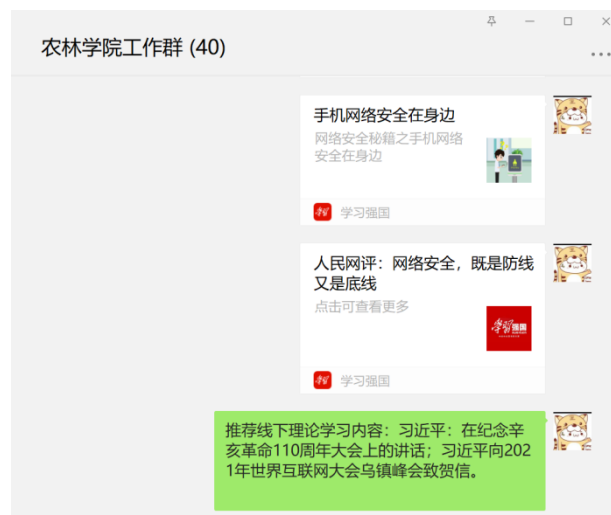 农林学院工作群 (40)
手机网络安全在身边
网络安全秘籍之手机网络
安全在身边
学习强国
人民网评：网络安全，既是防线
又是底线
点击可查看更多
学习强国
学习强国
推荐线下理论学习内容：习近平：在纪念辛
亥革命110周年大会上的讲话；习近平向202
1年世界互联网大会乌镇峰会致贺信。